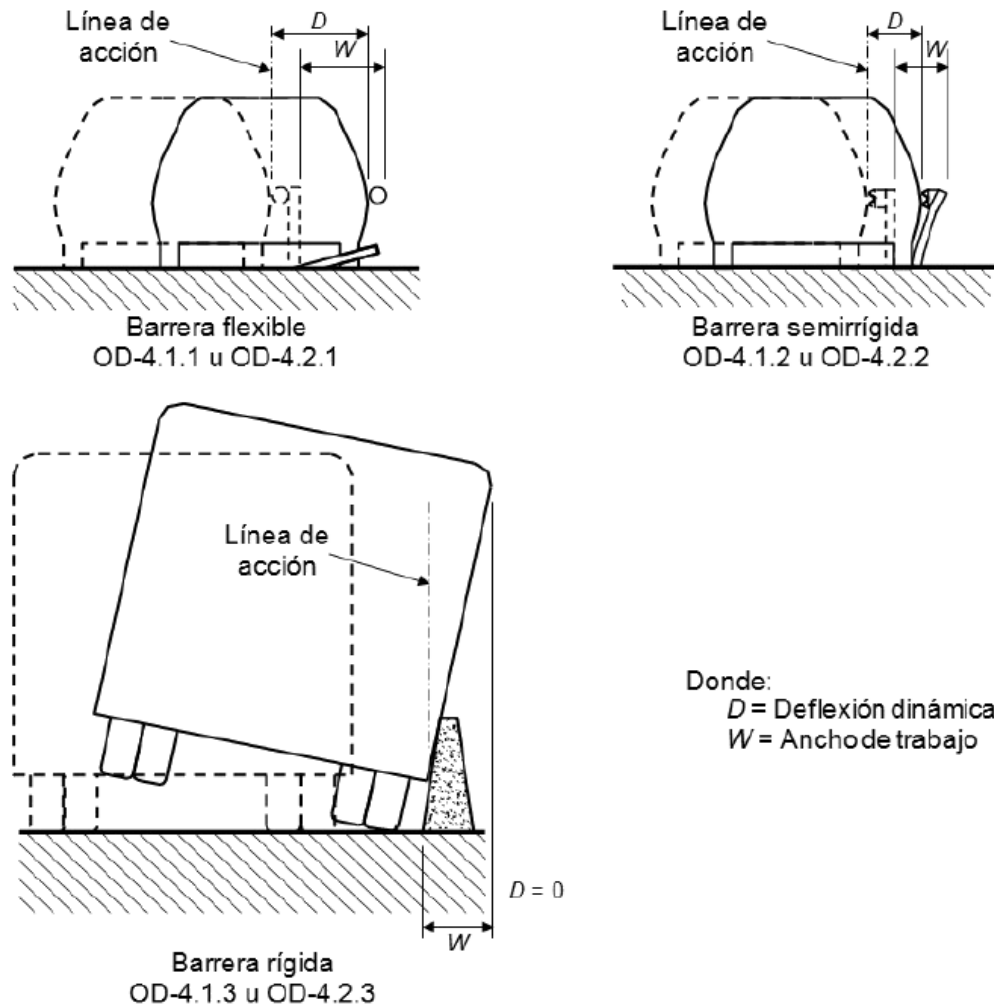 Línea de
acción
D
W
Barrera flexible
OD-4.1.1 u OD-4.2.1
Línea de
acción
D
W
Barrera semirrígida
OD-4.1.2 u OD-4.2.2
Línea de
acción
D = 0
W
Barrera rígida
OD-4.1.3 u OD-4.2.3
Donde:
D = Deflexión dinámica
W = Ancho de trabajo